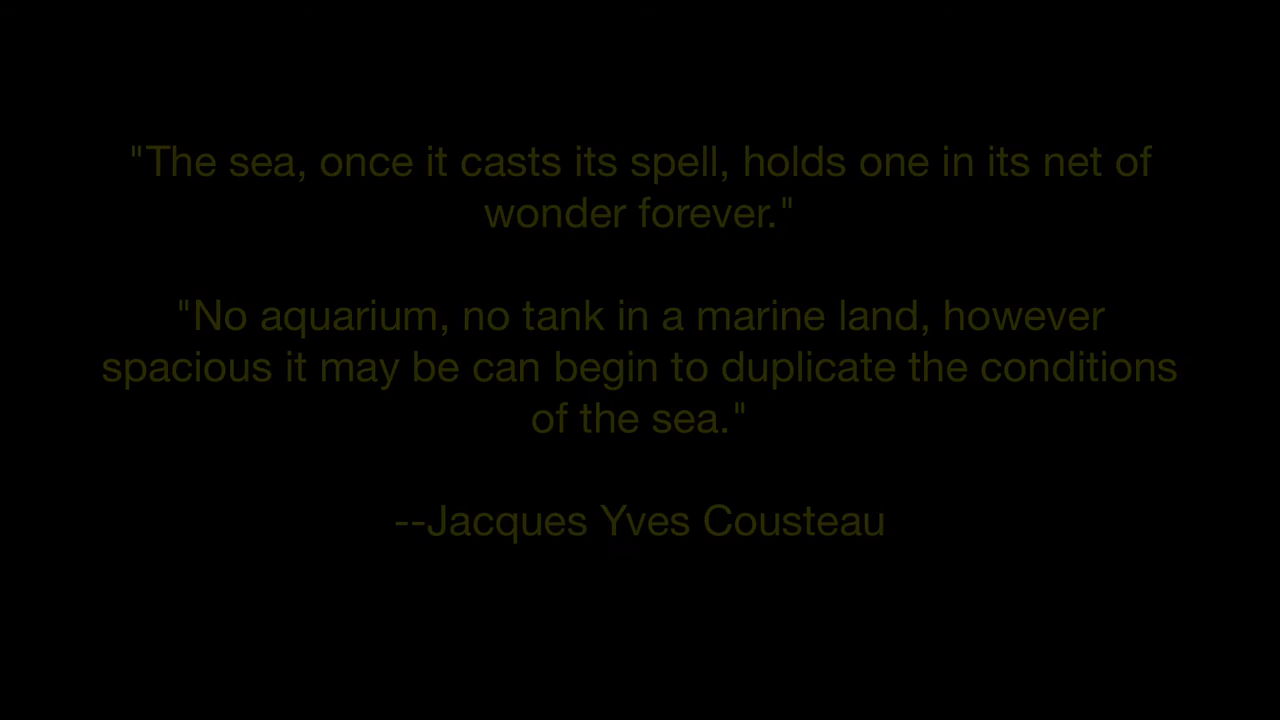 "The sea, once it casts its spell, holds one in its net of
wonder forever."
"No aquarium, no tank in a marine land, however
spacious it may be can begin to duplicate the conditions
of the sea."
--Jacques Yves Cousteau